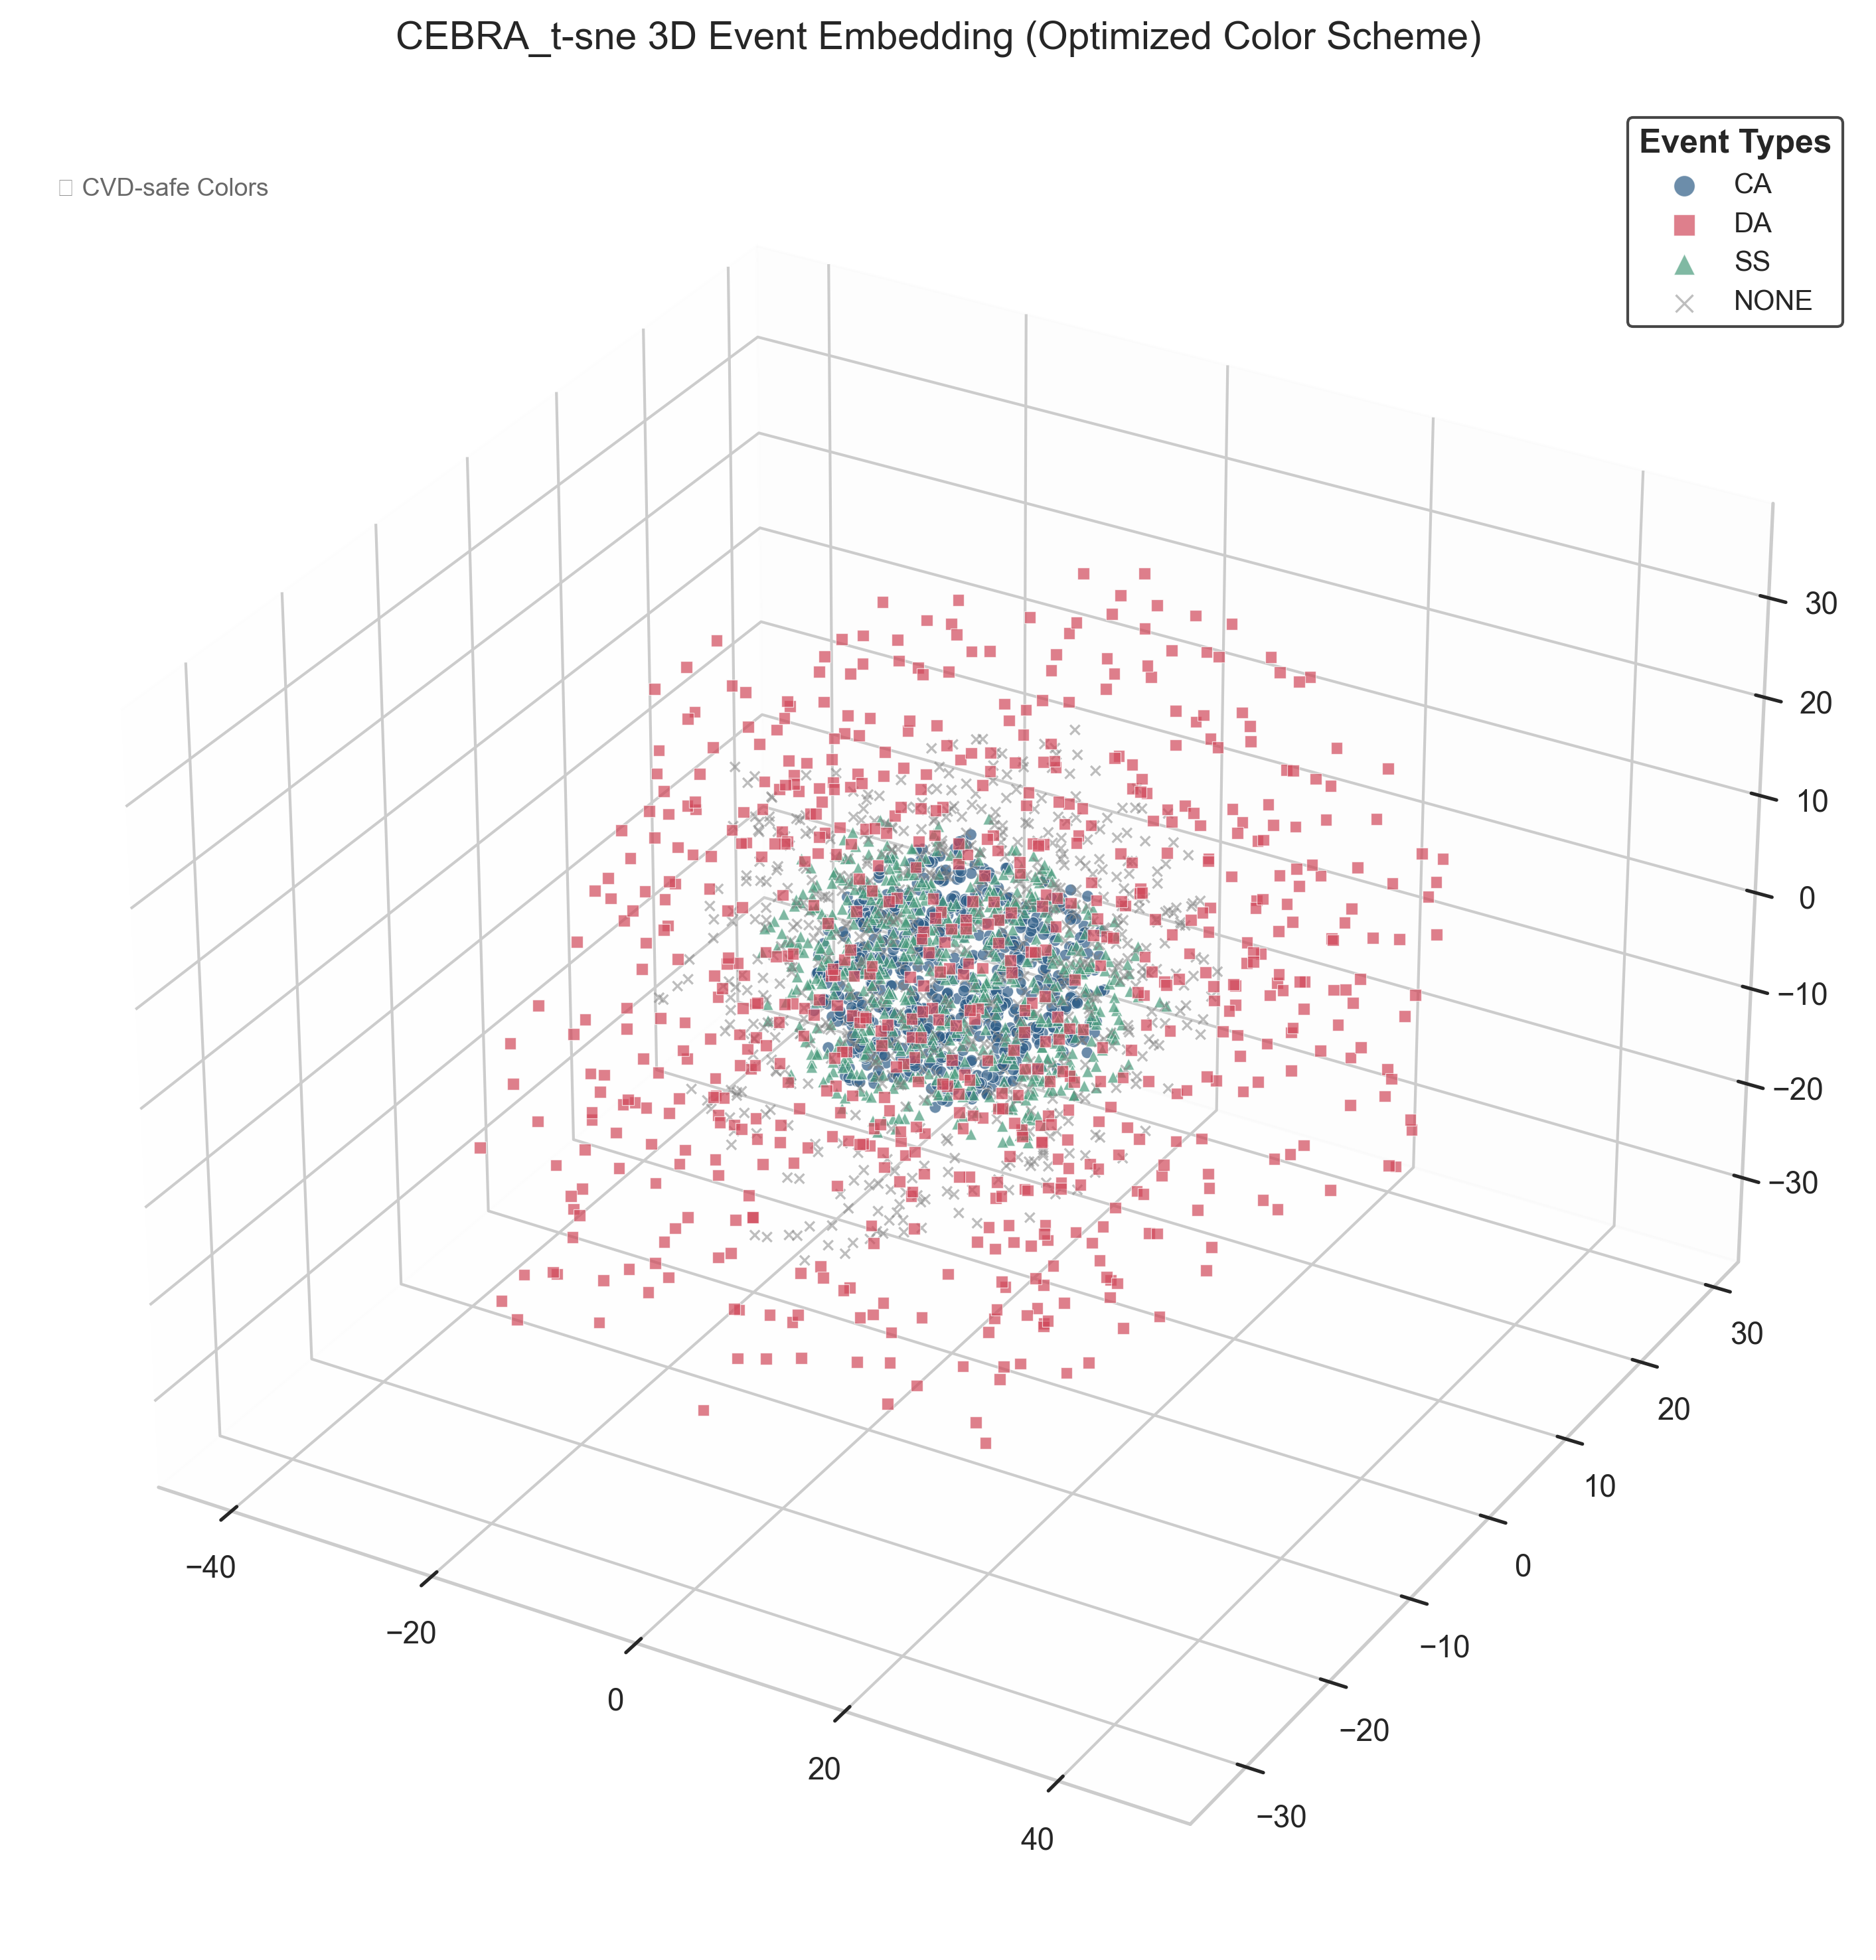 CEBRA_t-sne 3D Event Embedding (Optimized Color Scheme)
Event Types
CA
DA
SS
NONE
▯ CVD-safe Colors
30
20
10
0
−10
−20
−30
30
20
10
0
−10
−20
−30
−40
−20
0
20
40